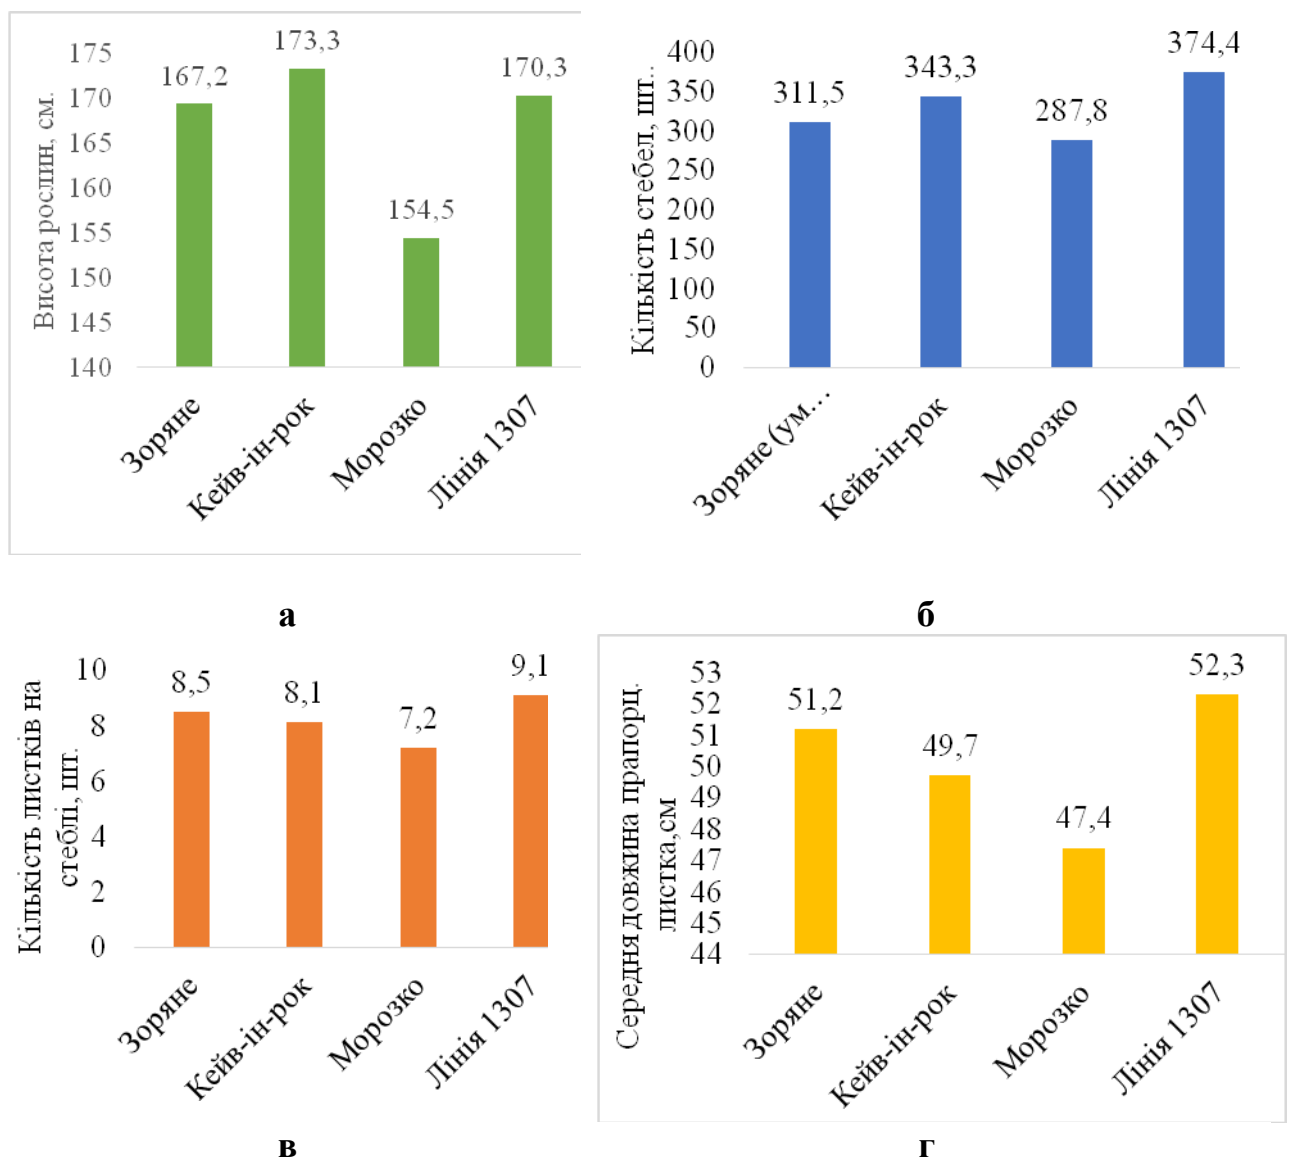 Висота рослин, см.
175
170
165
160
155
150
145
140
167,2
173,3
154,5
170,3
Зоряне
Кейв-ін-рок
Морозко
Лінія 1307
а
Кількість стебел, шт..
400
350
300
250
200
150
100
50
0
311,5
343,3
287,8
374,4
Зоряне (ум...
Кейв-ін-рок
Морозко
Лінія 1307
б
Кількість листків на
стеблі, шт.
10
8
6
4
2
0
8,5
8,1
7,2
9,1
Зоряне
Кейв-ін-рок
Морозко
Лінія 1307
в
Середня довжина прапорц.
листка,см
53
52
51
50
49
48
47
46
45
44
51,2
49,7
47,4
52,3
Зоряне
Кейв-ін-рок
Морозко
Лінія 1307
г